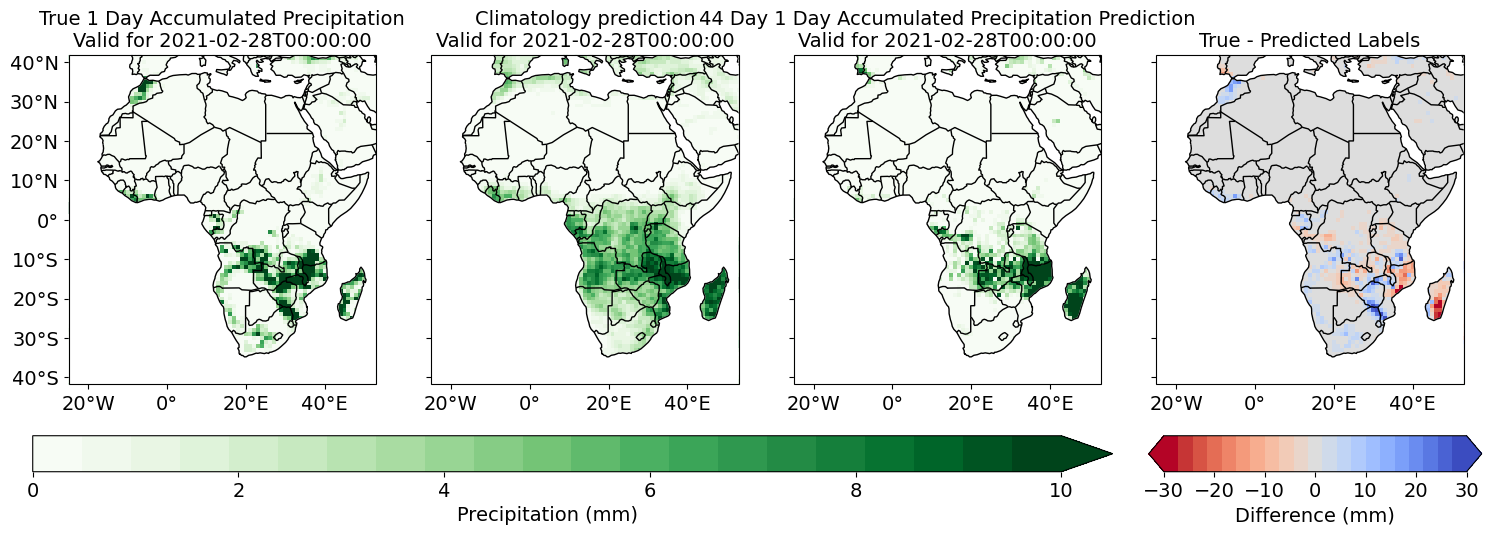 True 1 Day Accumulated Precipitation
Valid for 2021-02-28T00:00:00
Climatology prediction
Valid for 2021-02-28T00:00:00
44 Day 1 Day Accumulated Precipitation Prediction
Valid for 2021-02-28T00:00:00
True - Predicted Labels
40°N
30°N
20°N
10°N
0°
10°S
20°S
30°S
40°S
20°W 0° 20°E 40°E
20°W 0° 20°E 40°E
20°W 0° 20°E 40°E
20°W 0° 20°E 40°E
0 2 4 6 8 10
Precipitation (mm)
−30 −20 −10 0 10 20 30
Difference (mm)